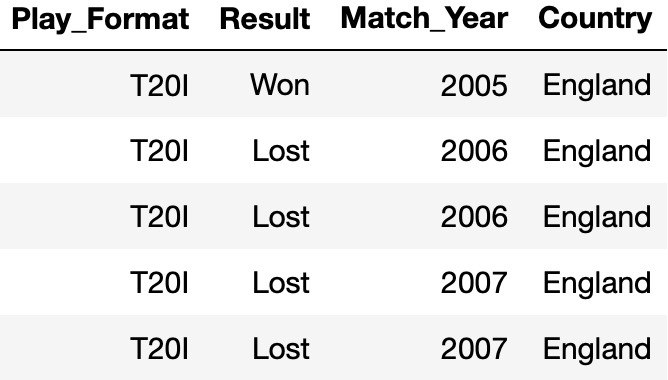 Play_Format Result Match_Year Country
T20I Won 2005 England
T20I Lost 2006 England
T20I Lost 2006 England
T20I Lost 2007 England
T20I Lost 2007 England